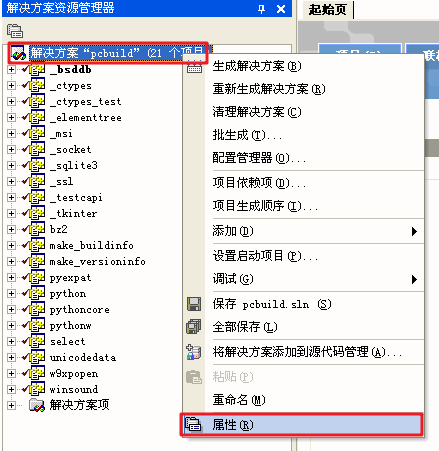 解决方案资源管理器
起始页
解决方案“pcbuild”(21 个项目
_bsddb
_ctypes
_ctypes_test
_elementtree
_msi
_socket
_sqlite3
_ssl
_testcapi
_tkinter
bz2
make_buildinfo
make_versioninfo
pyexpat
python
pythoncore
pythonw
select
unicodedata
w9xpopen
winsound
解决方案项
生成解决方案(B)
重新生成解决方案(R)
清理解决方案(C)
批生成(T)...
配置管理器(O)...
项目依赖项(D)...
项目生成顺序(I)...
添加(D)
设置启动项目(P)...
调试(G)
保存 pcbuild.sln (S)
全部保存(L)
将解决方案添加到源代码管理(A)...
粘贴(P)
重命名(M)
属性(R)